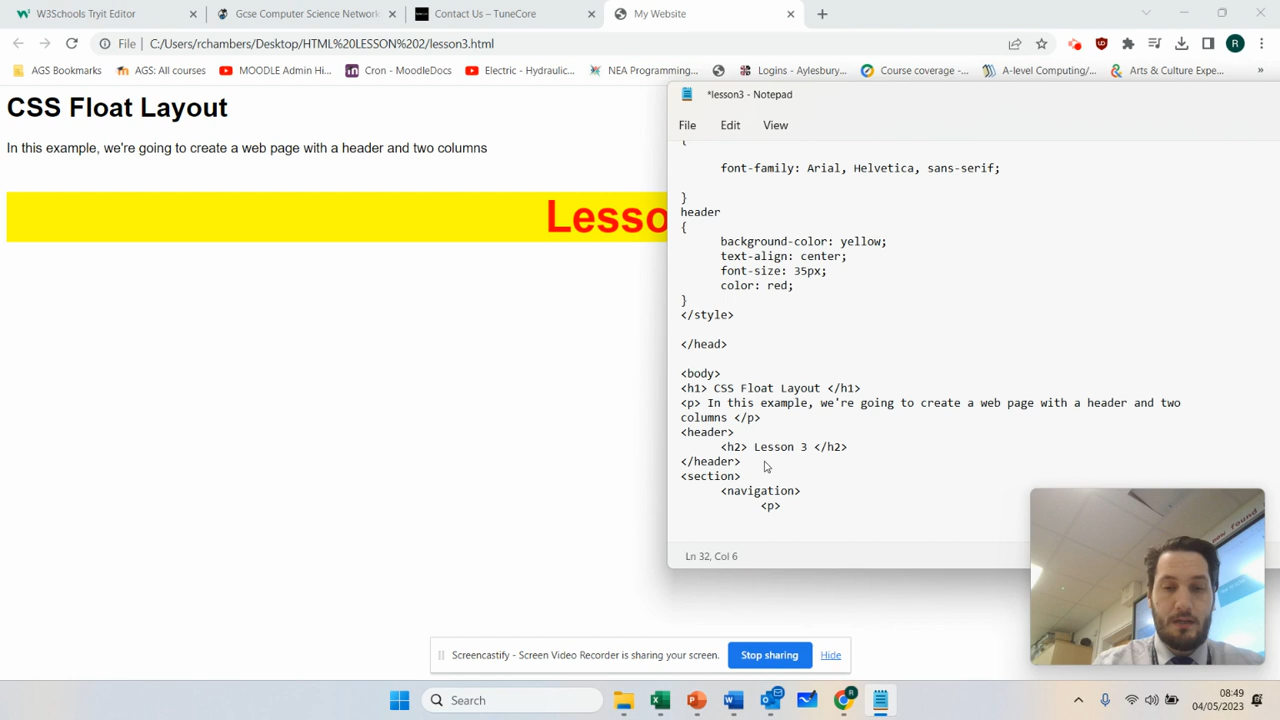 W3Schools Tryit Editor
Gcse Computer Science Network
Contact Us – TuneCore
My Website
File
C:/Users/rchambers/Desktop/HTML%20LESSON%202/lesson3.html
R
AGS Bookmarks
AGS: All courses
MOODLE Admin Hi...
Cron - MoodleDocs
Electric - Hydraulic...
NEA Programming...
Logins - Aylesbury...
Course coverage -...
A-level Computing/...
Arts & Culture Expe...
CSS Float Layout
In this example, we're going to create a web page with a header and two columns
Lesso
*lesson3 - Notepad
File
Edit
View
{
font-family: Arial, Helvetica, sans-serif;
}
header
{
background-color: yellow;
text-align: center;
font-size: 35px;
color: red;
}
</style>
</head>
<body>
<h1> CSS Float Layout </h1>
<p> In this example, we're going to create a web page with a header and two
columns </p>
<header>
<h2> Lesson 3 </h2>
</header>
<section>
<navigation>
<p>
Ln 32, Col 6
Screencastify - Screen Video Recorder is sharing your screen.
Stop sharing
Hide
Search
08:49
04/05/2023